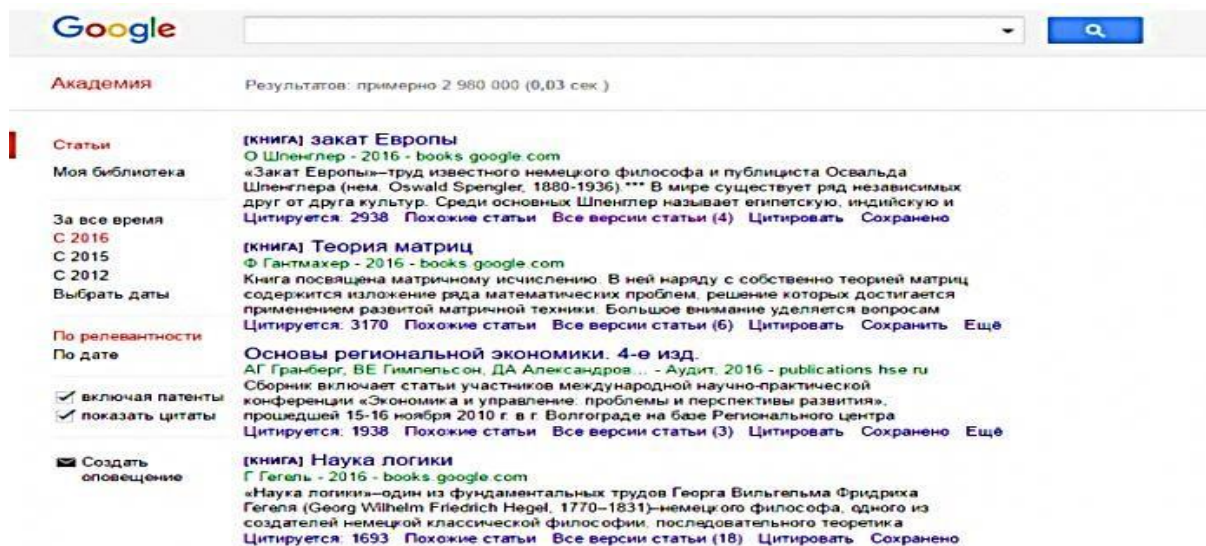 Google
Академия
Результатов: примерно 2 980 000 (0,03 сек.)
Статьи
Моя библиотека
За все время
С 2016
С 2015
С 2012
Выбрать даты
По релевантности
По дате
включая патенты
показать цитаты
Создать
оповещение
[КНИГА] закат Европы
О Шпенглер - 2016 - books.google.com
«Закат Европы»–труд известного немецкого философа и публициста Освальда
Шпенглера (нем. Oswald Spengler, 1880-1936).*** В мире существует ряд независимых
друг от друга культур. Среди основных Шпенглер называет египетскую, индийскую и
Цитируется: 2938 Похожие статьи Все версии статьи (4) Цитировать Сохранено
[КНИГА] Теория матриц
Ф Гантмахер - 2016 - books.google.com
Книга посвящена матричному исчислению. В ней наряду с собственно теорией матриц
содержится изложение ряда математических проблем, решение которых достигается
применением развитой матричной техники. Большое внимание уделяется вопросам
Цитируется: 3170 Похожие статьи Все версии статьи (6) Цитировать Сохранить Ещё
Основы региональной экономики. 4-е изд.
АГ Гранберг, ВЕ Гимпельсон, ДА Александров... - Аудит, 2016 - publications.hse.ru
Сборник включает статьи участников международной научно-практической
конференции «Экономика и управление: проблемы и перспективы развития»,
прошедшей 15-16 ноября 2010 г. в г. Волгограде на базе Регионального центра
Цитируется: 1938 Похожие статьи Все версии статьи (3) Цитировать Сохранено Ещё
[КНИГА] Наука логики
Г Гегель - 2016 - books.google.com
«Наука логики»–один из фундаментальных трудов Георга Вильгельма Фридриха
Гегеля (Georg Wilhelm Friedrich Hegel, 1770–1831)–немецкого философа, одного из
создателей немецкой классической философии, последовательного теоретика
Цитируется: 1693 Похожие статьи Все версии статьи (18) Цитировать Сохранено